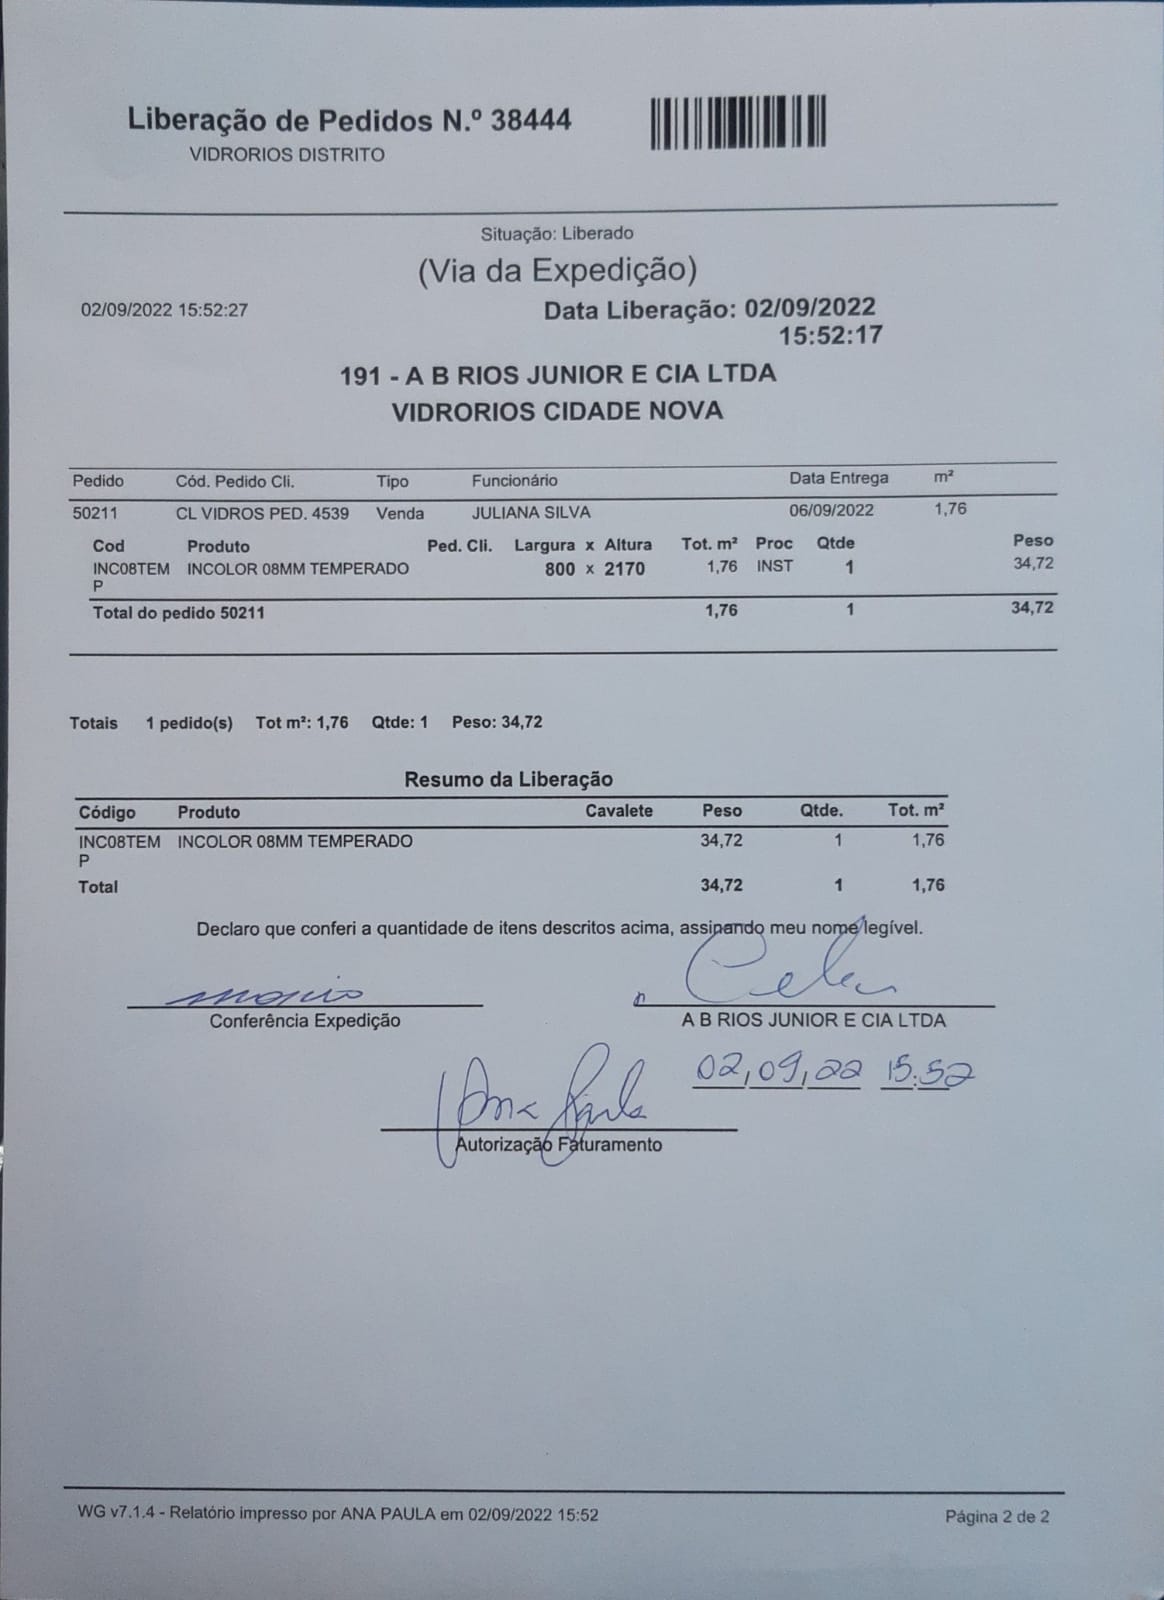 Liberação de Pedidos N.º 38444
VIDRORIOS DISTRITO
Situação: Liberado
(Via da Expedição)
02/09/2022 15:52:27 Data Liberação: 02/09/2022
15:52:17
191 - A B RIOS JUNIOR E CIA LTDA
VIDRORIOS CIDADE NOVA
Pedido Cód. Pedido Cli. Tipo Funcionário Data Entrega m²
50211 CL VIDROS PED. 4539 Venda JULIANA SILVA 06/09/2022 1,76
Cod Produto Ped. Cli. Largura x Altura Tot. m² Proc Qtde Peso
INC08TEM INCOLOR 08MM TEMPERADO 800 x 2170 1,76 INST 1 34,72
P
Total do pedido 50211 1,76 1 34,72
Totais 1 pedido(s) Tot m²: 1,76 Qtde: 1 Peso: 34,72
Resumo da Liberação
Código Produto Cavalete Peso Qtde. Tot. m²
INC08TEM INCOLOR 08MM TEMPERADO 34,72 1 1,76
P
Total 34,72 1 1,76
Declaro que conferi a quantidade de itens descritos acima, assinando meu nome legível.
Conferência Expedição A B RIOS JUNIOR E CIA LTDA
02,09,22 15:52
Ana Paula
Autorização Faturamento
WG v7.1.4 - Relatório impresso por ANA PAULA em 02/09/2022 15:52 Página 2 de 2